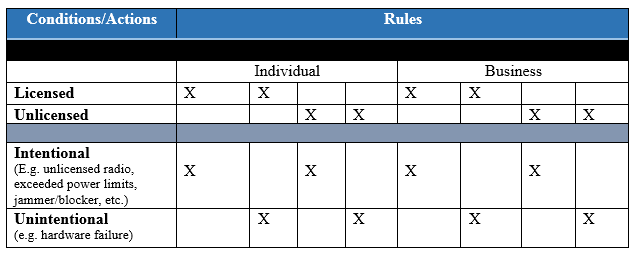 Conditions/Actions Rules
Individual Business
Licensed X X X X
Unlicensed X X X X
Intentional
(E.g. unlicensed radio,
exceeded power limits,
jammer/blocker, etc.) X X X X
Unintentional X X X X
(e.g. hardware failure)